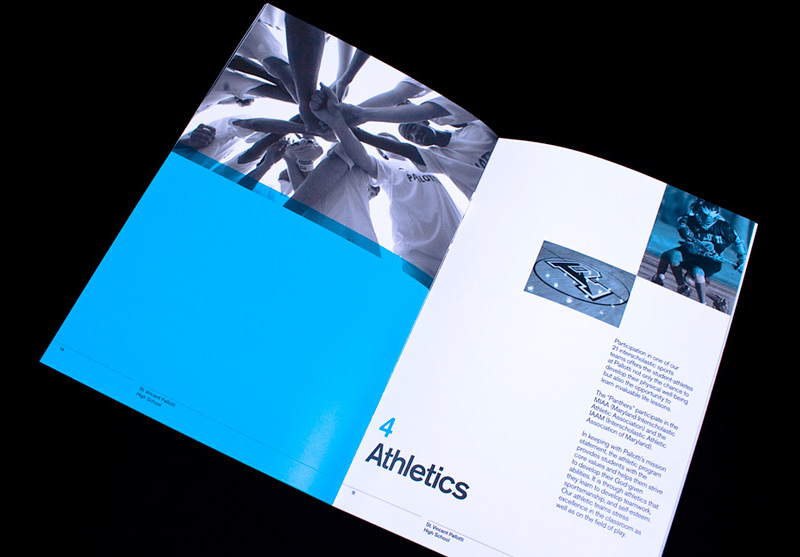 PALLOTTI
St. Vincent Pallotti
High School
4
Athletics
Participation in one of our
21 interscholastic sports
teams offers the student athletes
at Pallotti not only the chance to
develop their physical well-being
but also the opportunity to
learn invaluable life lessons.
The "Panthers" participate in the
MIAA (Maryland Interscholastic
Athletic Association) and the
IAAM (Interscholastic Athletic
Association of Maryland).
In keeping with Pallotti's mission
statement, the athletic program
provides students with the
core values and helps them strive
to develop their God given
abilities. It is through athletics that
they learn to develop teamwork,
sportsmanship, and self esteem.
Our athletic teams stress
excellence in the classroom as
well as on the field of play.
St. Vincent Pallotti
High School